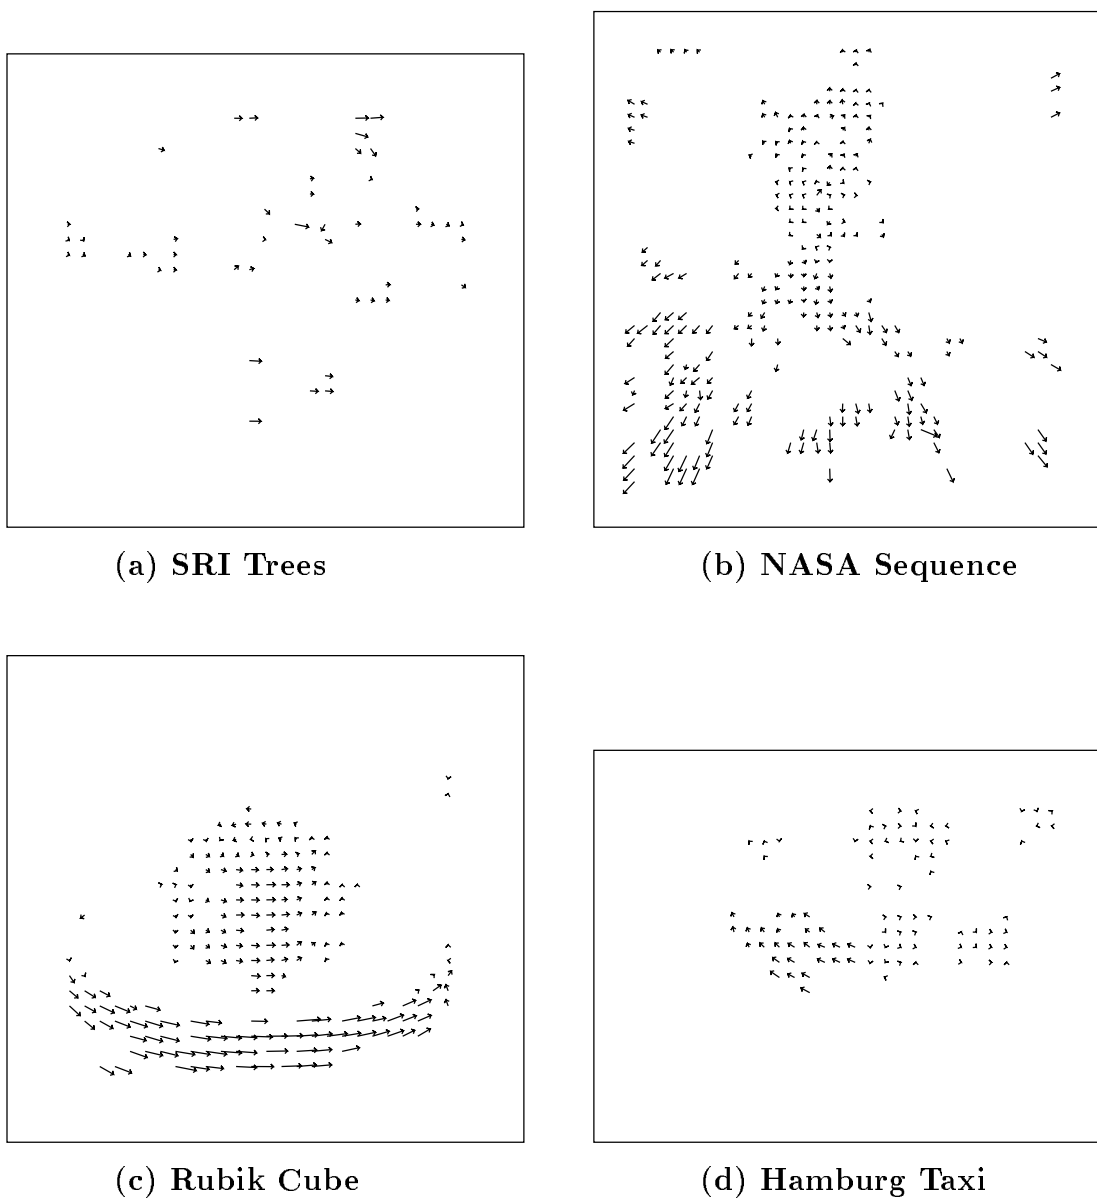 (a) SRI Trees
(b) NASA Sequence
(c) Rubik Cube
(d) Hamburg Taxi